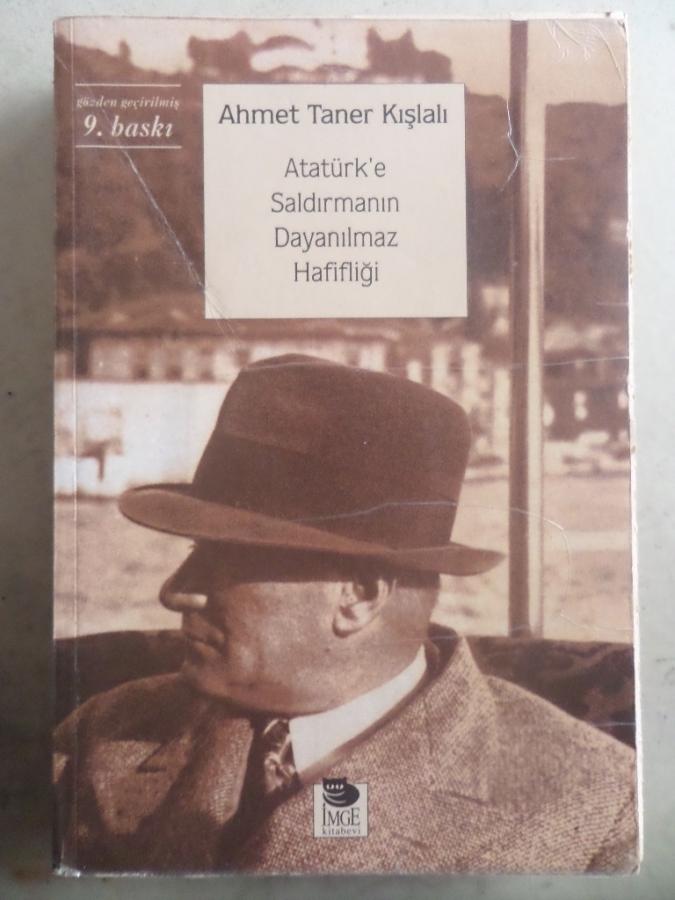 gözden geçirilmiş
9. baskı
Ahmet Taner Kışlalı
Atatürk'e
Saldırmanın
Dayanılmaz
Hafifliği
İMGE
kitabevi